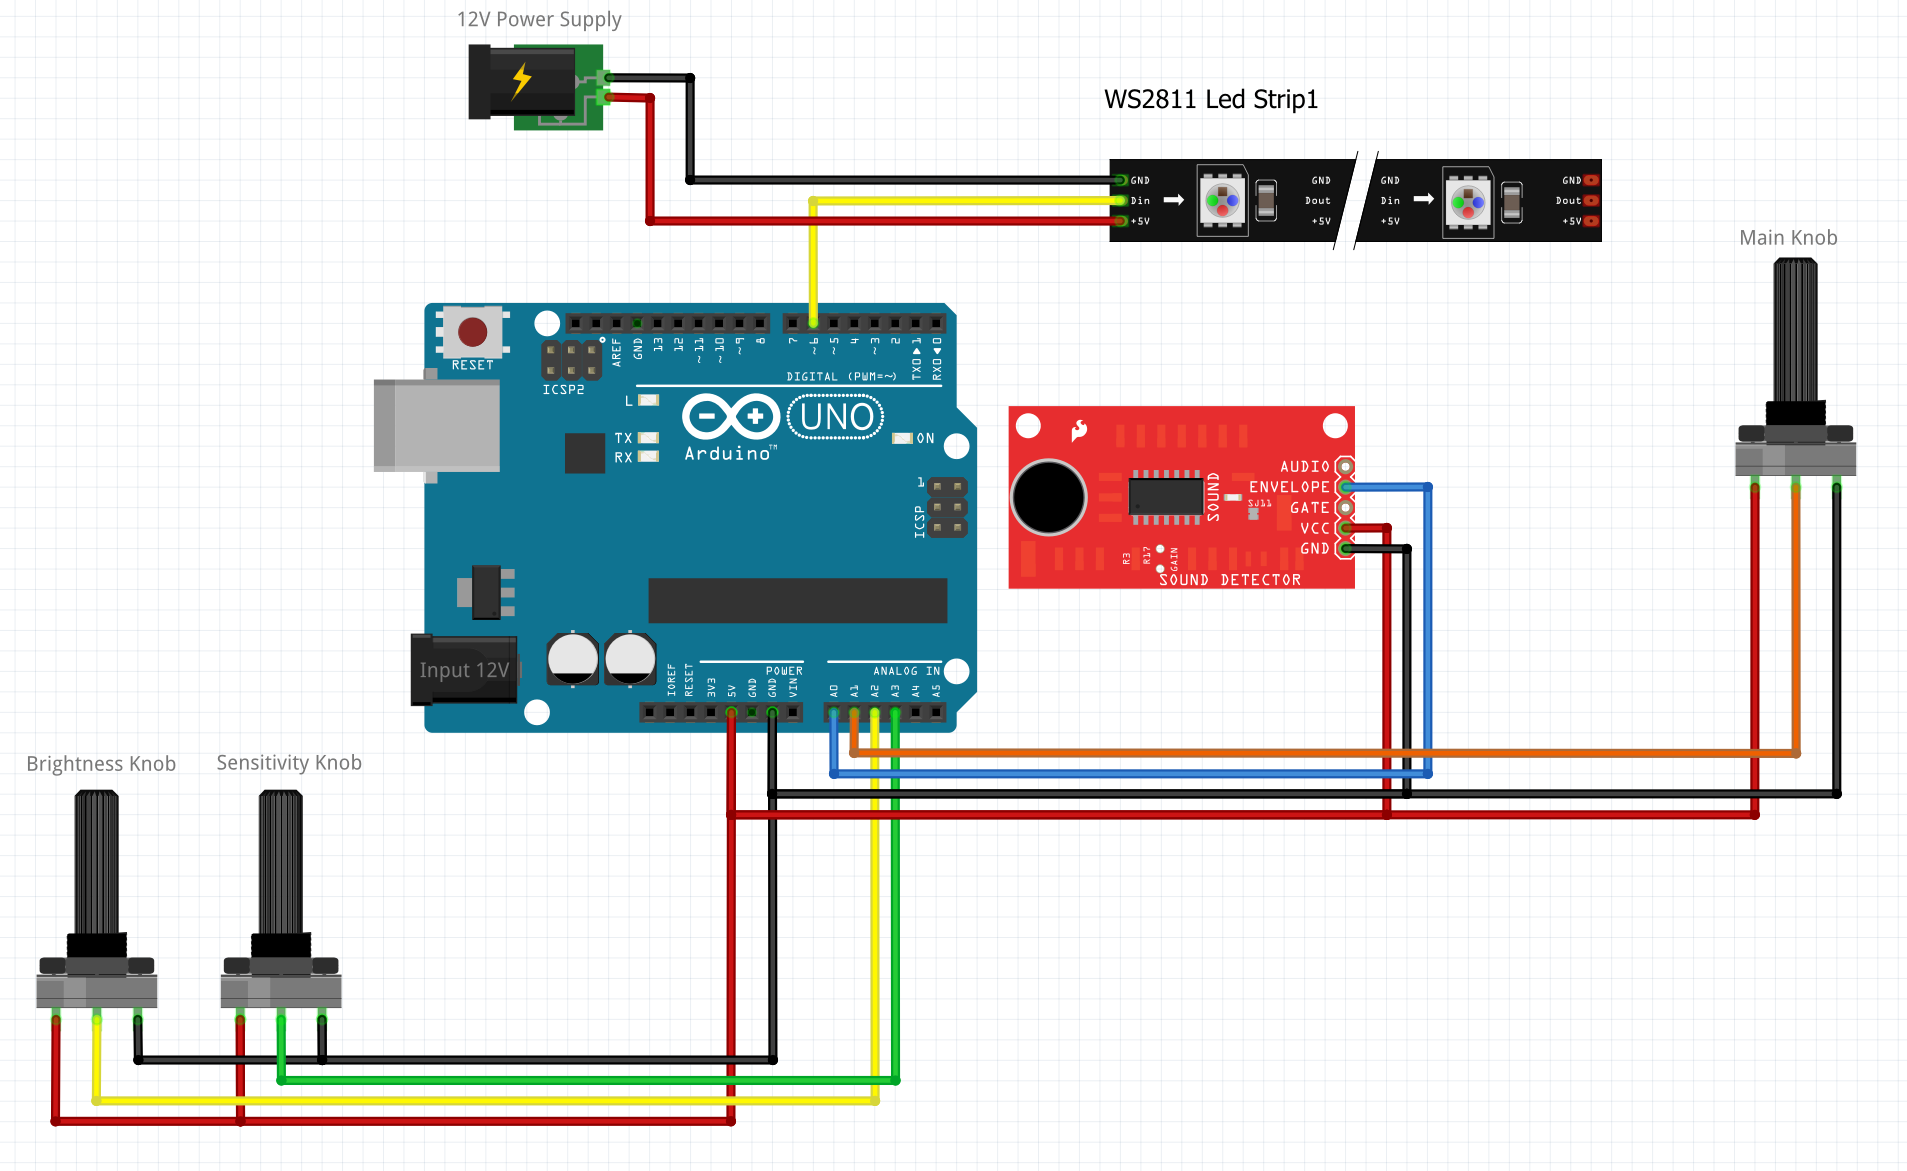 12V Power Supply
WS2811 Led Strip1
GND
Din
+5V
GND
Dout
+5V
GND
Din
+5V
GND
Dout
+5V
Main Knob
RESET
ICSP2
AREF
GND
13
12
~11
~10
~9
8
7
~6
~5
4
~3
2
TX0▶1
RX0◀0
DIGITAL (PWM=~)
L
TX
RX
UNO
Arduino™
ON
1
ICSP
Input 12V
POWER
ANALOG IN
IOREF
RESET
3V3
5V
GND
GND
VIN
A0
A1
A2
A3
A4
A5
AUDIO
ENVELOPE
GATE
VCC
GND
SOUND
SJ11
R3
R17
GAIN
SOUND DETECTOR
Brightness Knob
Sensitivity Knob